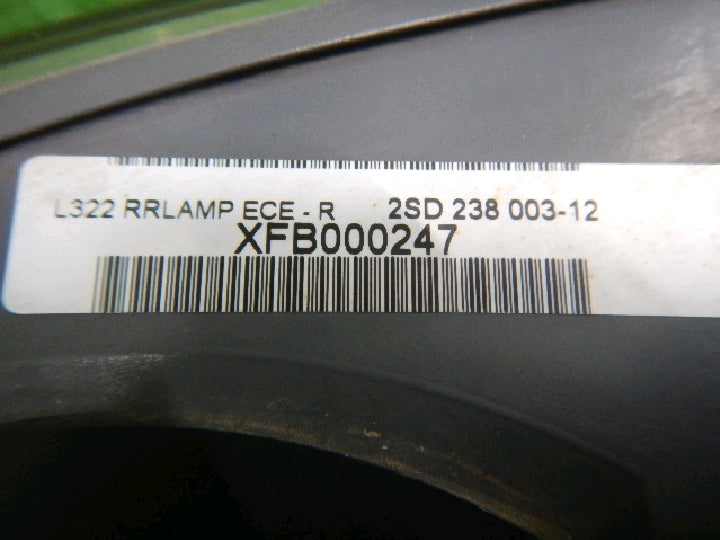 L322 RRLAMP ECE - R 2SD 238 003-12
XFB000247